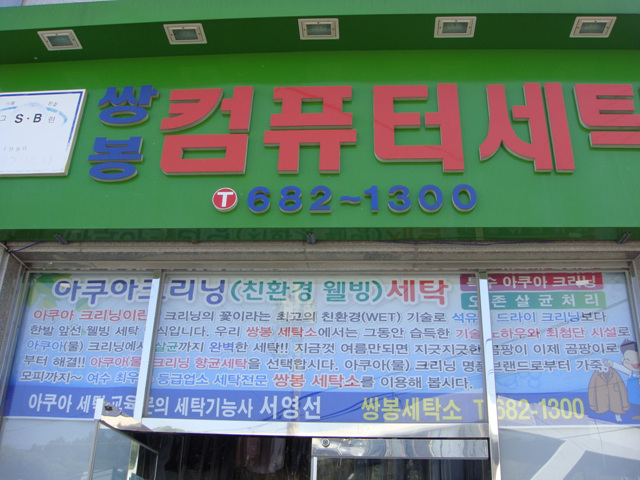 S·B
쌍봉
컴퓨터세탁
T 682~1300
아쿠아크리닝(친환경 웰빙) 세탁
특수 아쿠아 크리닝
오존살균처리
아쿠아 크리닝이란 크리닝의 꽃이라는 최고의 친환경(WET) 기술로 석유 드라이 크리닝보다
한발 앞선 웰빙 세탁 식입니다. 우리 쌍봉 세탁소에서는 그동안 습득한 기술 노하우와 최첨단 시설로
아쿠아(물) 크리닝에서 살균까지 완벽한 세탁!! 지금껏 여름만되면 지긋지긋한 곰팡이 이제 곰팡이로
부터 해결!! 아쿠아(물) 크리닝 향균세탁을 선택합시다. 아쿠아(물) 크리닝 명품브랜드로부터 가죽,
모피까지~ 여수 최우 등급업소 세탁전문 쌍봉 세탁소를 이용해 봅시다.
아쿠아 세탁 교육 의 세탁기능사 서영선 쌍봉세탁소 T 682-1300